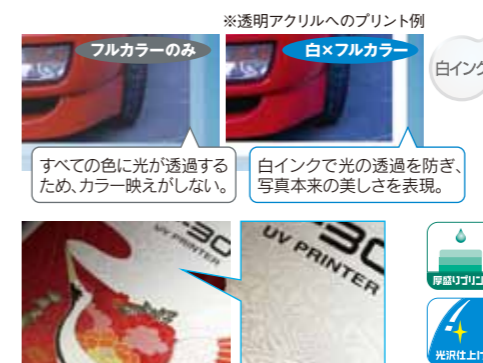 ※透明アクリルへのプリント例
フルカラーのみ
白×フルカラー
白インク
すべての色に光が透過する
ため、カラー映えがしない。
白インクで光の透過を防ぎ、
写真本来の美しさを表現。
UV PRINTER
UV PRINTER
厚盛りプリン
光沢仕上げ